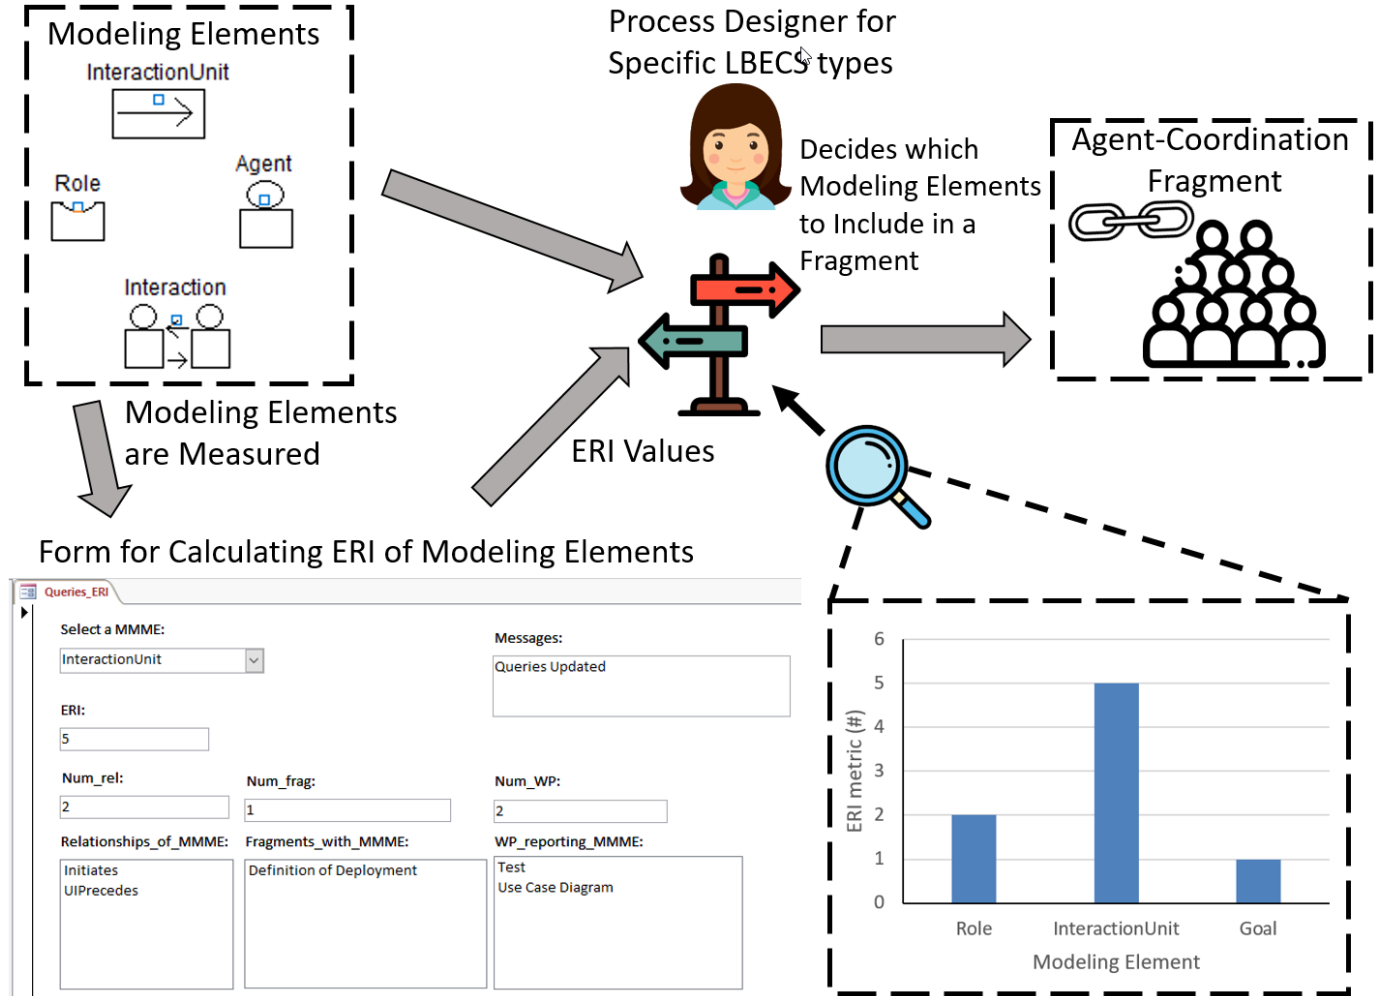 Modeling Elements
InteractionUnit
Agent
Role
Interaction
Process Designer for
Specific LBECS types
Decides which
Modeling Elements
to Include in a
Fragment
Agent-Coordination
Fragment
Modeling Elements
are Measured
ERI Values
Form for Calculating ERI of Modeling Elements
Queries_ERI
Select a MMME:
InteractionUnit
Messages:
Queries Updated
ERI:
5
Num_rel:
2
Num_frag:
1
Num_WP:
2
Relationships_of_MMME:
Initiates
UIPrecedes
Fragments_with_MMME:
Definition of Deployment
WP_reporting_MMME:
Test
Use Case Diagram
ERI metric (#)
6
5
4
3
2
1
0
Role InteractionUnit Goal
Modeling Element